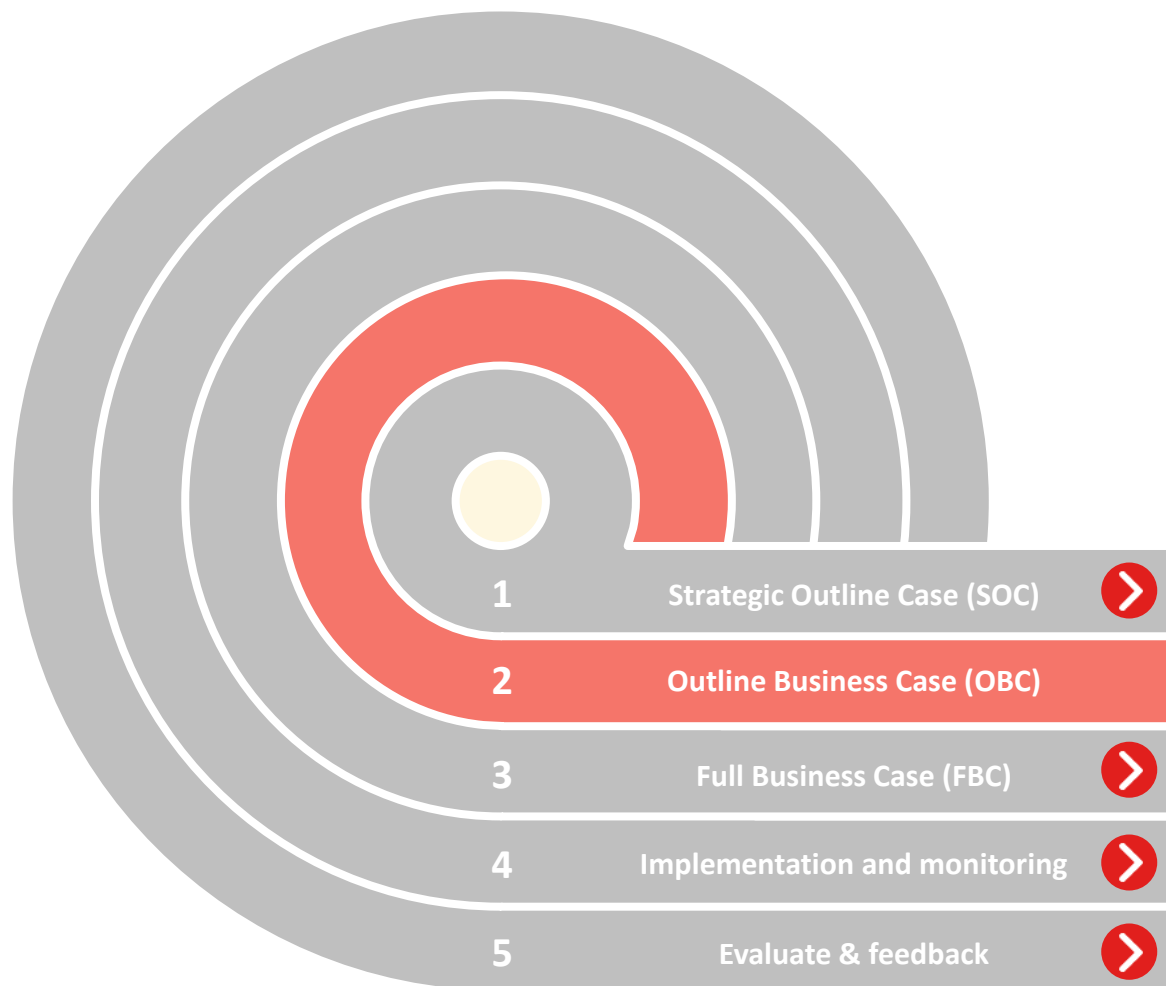 1 Strategic Outline Case (SOC)
2 Outline Business Case (OBC)
3 Full Business Case (FBC)
4 Implementation and monitoring
5 Evaluate & feedback